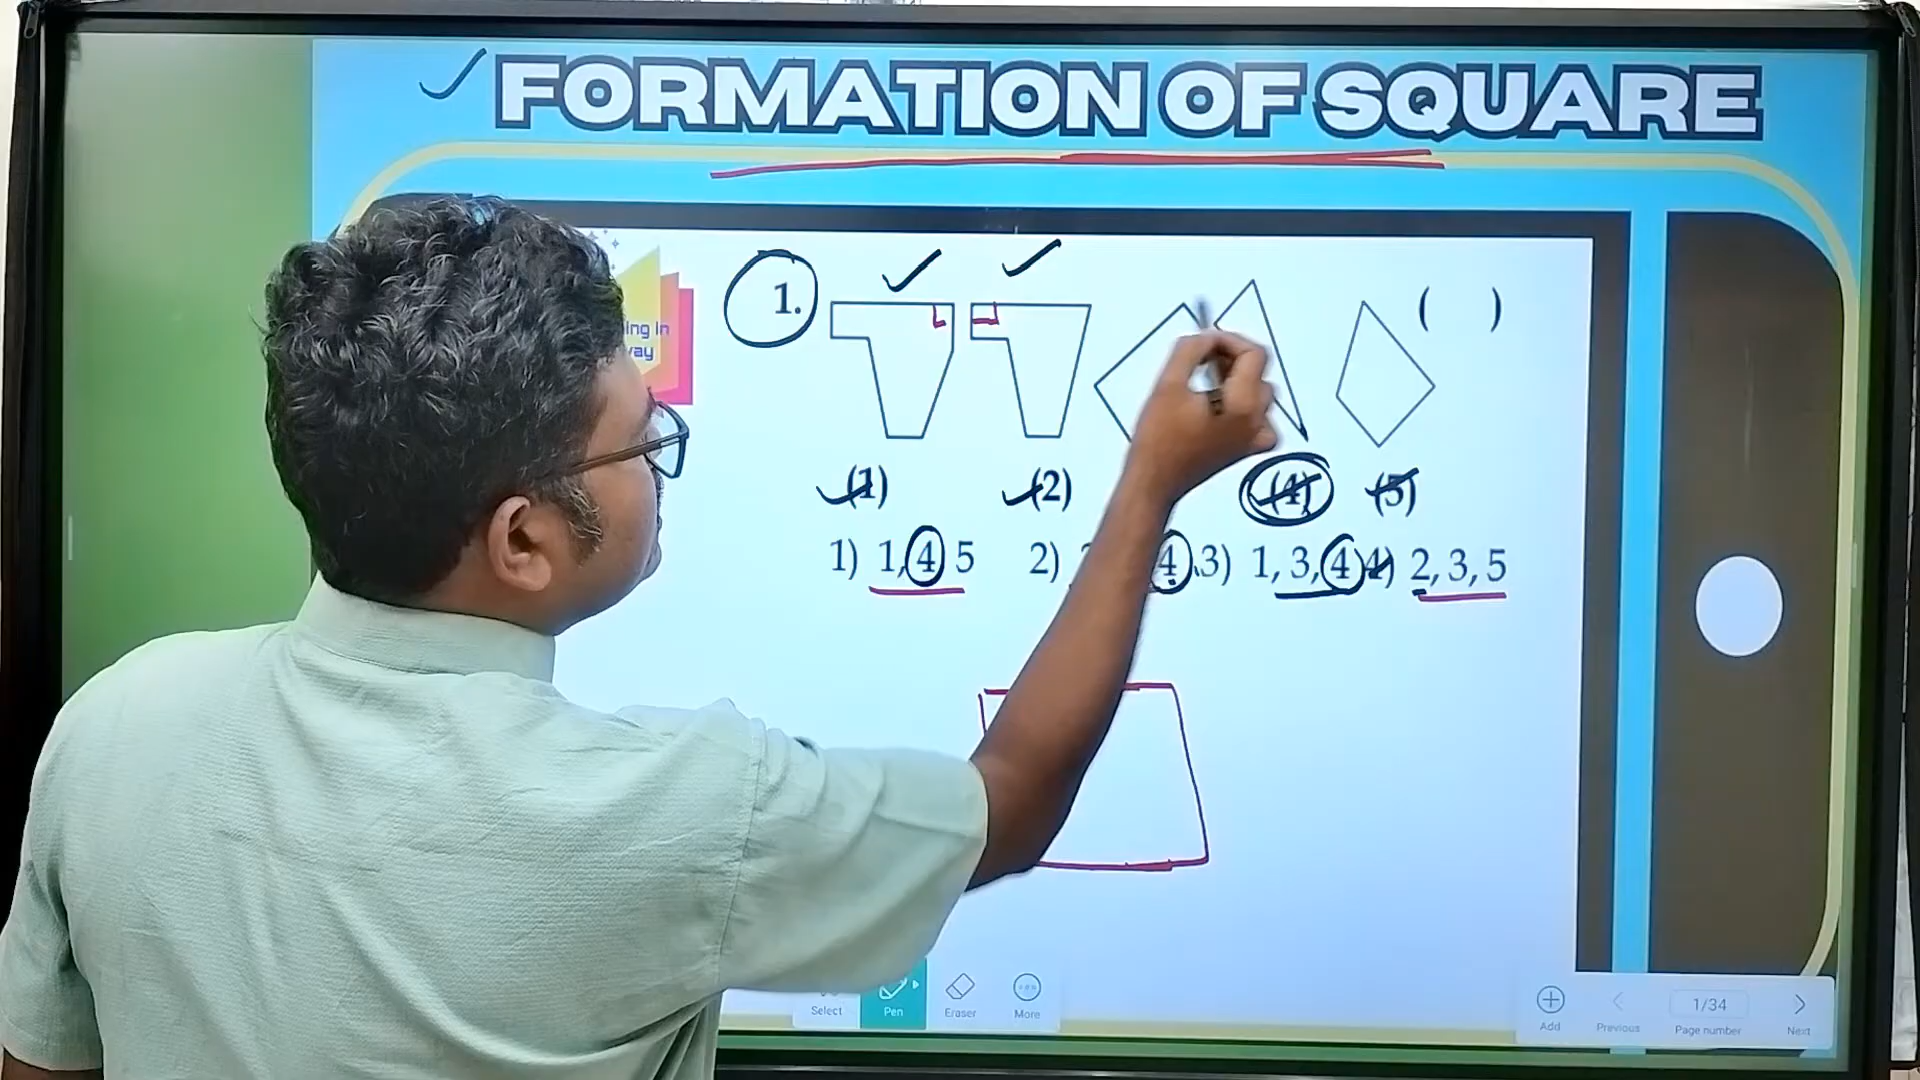 FORMATION OF SQUARE
1.
( )
ing In
way
(1) (2) (4) (5)
1) 1, 4 5 2) 4 3) 1, 3, 4 4) 2, 3, 5
Select Pen Eraser More
Add Previous 1/34 Next
Page number